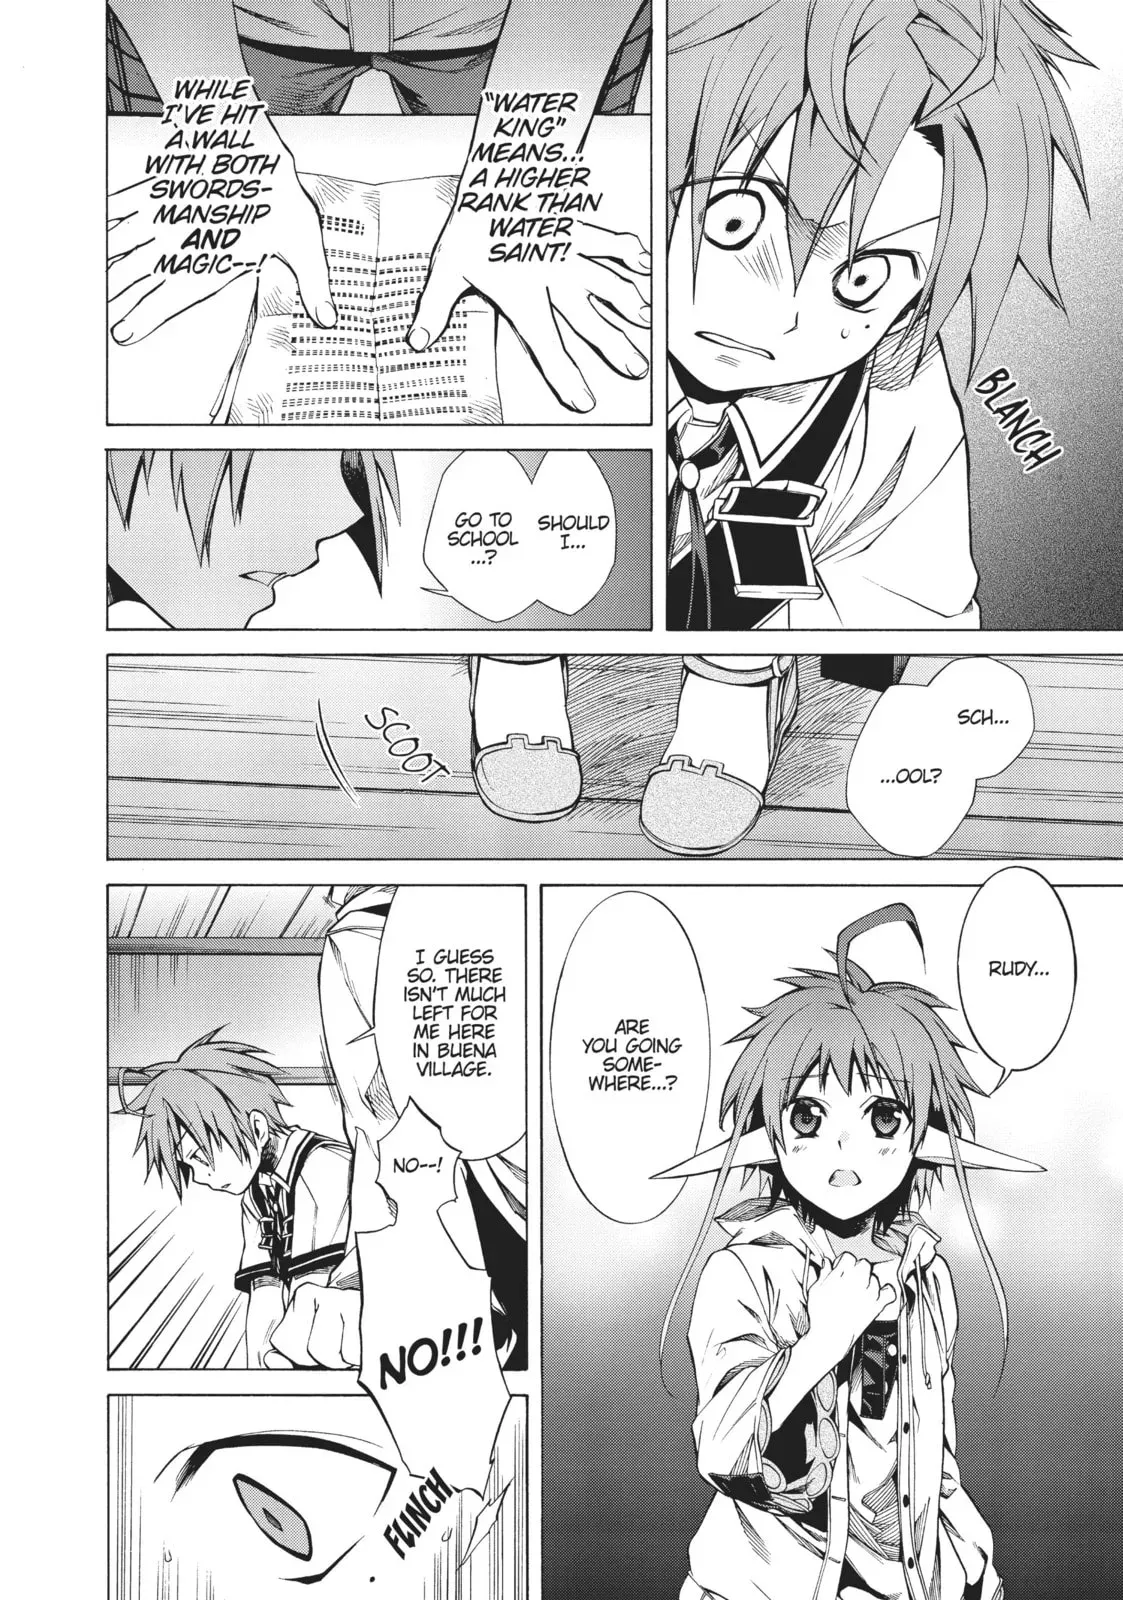 "WATER
KING"
MEANS...
A HIGHER
RANK THAN
WATER
SAINT!
WHILE
I'VE HIT
A WALL
WITH BOTH
SWORDS-
MANSHIP
AND
MAGIC--!
BLANCH
SHOULD
I...
GO TO
SCHOOL
...?
SCH...
...OOL?
SCOOT
RUDY...
ARE
YOU GOING
SOME-
WHERE...?
I GUESS
SO. THERE
ISN'T MUCH
LEFT FOR
ME HERE
IN BUENA
VILLAGE.
NO--!
NO!!!
FLINCH